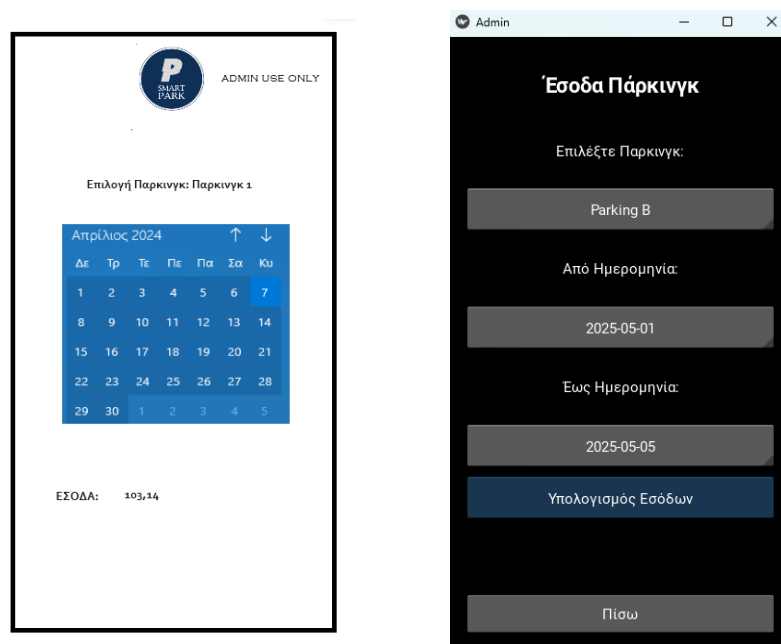 P
SMART
PARK
ADMIN USE ONLY
Επιλογή Παρκινγκ: Παρκινγκ 1
Απρίλιος 2024 ↑ ↓
Δε Τρ Τε Πε Πα Σα Κυ
1 2 3 4 5 6 7
8 9 10 11 12 13 14
15 16 17 18 19 20 21
22 23 24 25 26 27 28
29 30 1 2 3 4 5
ΕΣΟΔΑ: 103,14
Admin
Έσοδα Πάρκινγκ
Επιλέξτε Παρκινγκ:
Parking B
Από Ημερομηνία:
2025-05-01
Έως Ημερομηνία:
2025-05-05
Υπολογισμός Εσόδων
Πίσω